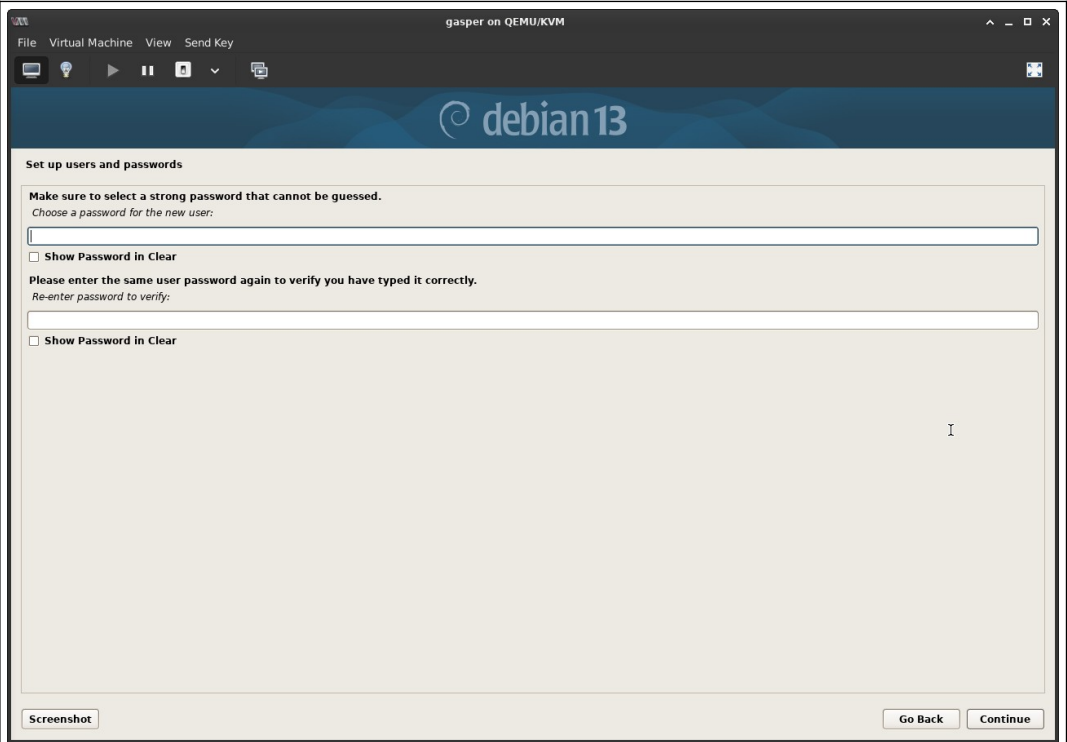 gasper on QEMU/KVM
File Virtual Machine View Send Key
debian 13
Set up users and passwords
Make sure to select a strong password that cannot be guessed.
Choose a password for the new user:
Show Password in Clear
Please enter the same user password again to verify you have typed it correctly.
Re-enter password to verify:
Show Password in Clear
Screenshot Go Back Continue